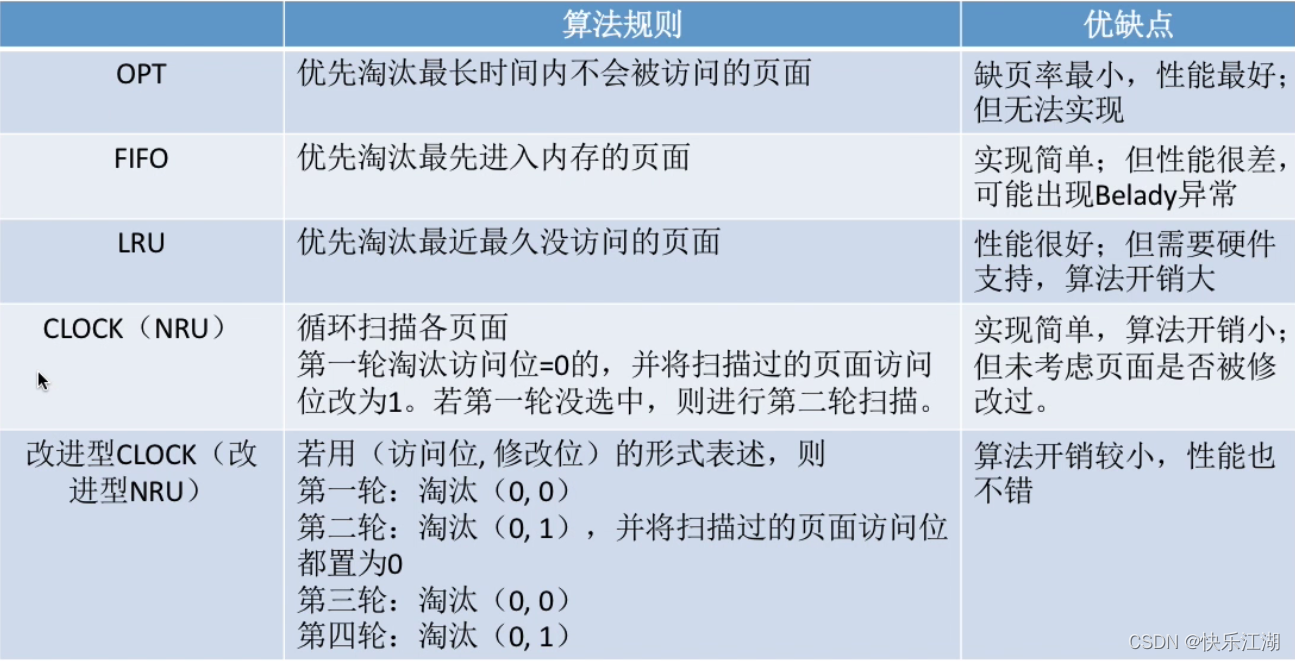 算法规则 优缺点
OPT 优先淘汰最长时间内不会被访问的页面 缺页率最小，性能最好；
但无法实现
FIFO 优先淘汰最先进入内存的页面 实现简单；但性能很差，
可能出现Belady异常
LRU 优先淘汰最近最久没访问的页面 性能很好；但需要硬件
支持，算法开销大
CLOCK（NRU） 循环扫描各页面 实现简单，算法开销小；
第一轮淘汰访问位=0的，并将扫描过的页面访问 但未考虑页面是否被修
位改为1。若第一轮没选中，则进行第二轮扫描。 改过。
改进型CLOCK（改 若用（访问位, 修改位）的形式表述，则 算法开销较小，性能也
进型NRU） 第一轮：淘汰（0, 0） 不错
第二轮：淘汰（0, 1），并将扫描过的页面访问位
都置为0
第三轮：淘汰（0, 0）
第四轮：淘汰（0, 1）
CSDN @快乐江湖